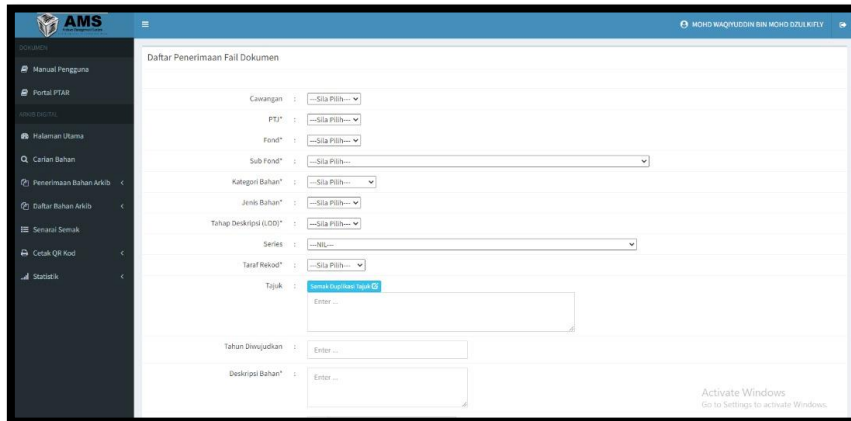 AMS
MOHD WAQIYUDDIN BIN MOHD DZULKIFLY
DOKUMEN
Manual Pengguna
Portal PTAR
ARKIB DIGITAL
Halaman Utama
Carian Bahan
Penerimaan Bahan Arkib
Daftar Bahan Arkib
Senarai Semak
Cetak QR Kod
Statistik
Daftar Penerimaan Fail Dokumen
Cawangan : ---Sila Pilih---
PTJ* : ---Sila Pilih---
Fond* : ---Sila Pilih---
Sub Fond* : ---Sila Pilih---
Kategori Bahan* : ---Sila Pilih---
Jenis Bahan* : ---Sila Pilih---
Tahap Deskripsi (LOD)* : ---Sila Pilih---
Series : ---NIL---
Taraf Rekod* : ---Sila Pilih---
Tajuk : Semak Duplikasi Tajuk
Enter ...
Tahun Diwujudkan : Enter ...
Deskripsi Bahan* : Enter ...
Activate Windows
Go to Settings to activate Windows.